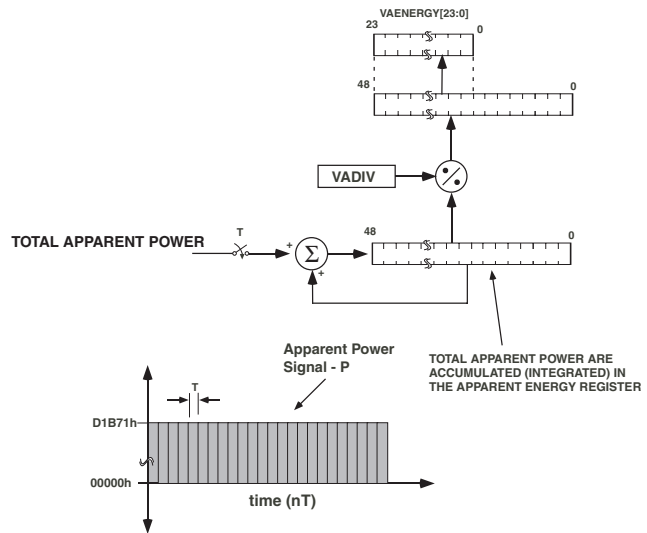 VAENERGY[23:0]
23
0
48
0
VADIV
%
TOTAL APPARENT POWER
T
+
Σ
+
48
0
TOTAL APPARENT POWER ARE
ACCUMULATED (INTEGRATED) IN
THE APPARENT ENERGY REGISTER
Apparent Power
Signal - P
T
D1B71h
00000h
time (nT)